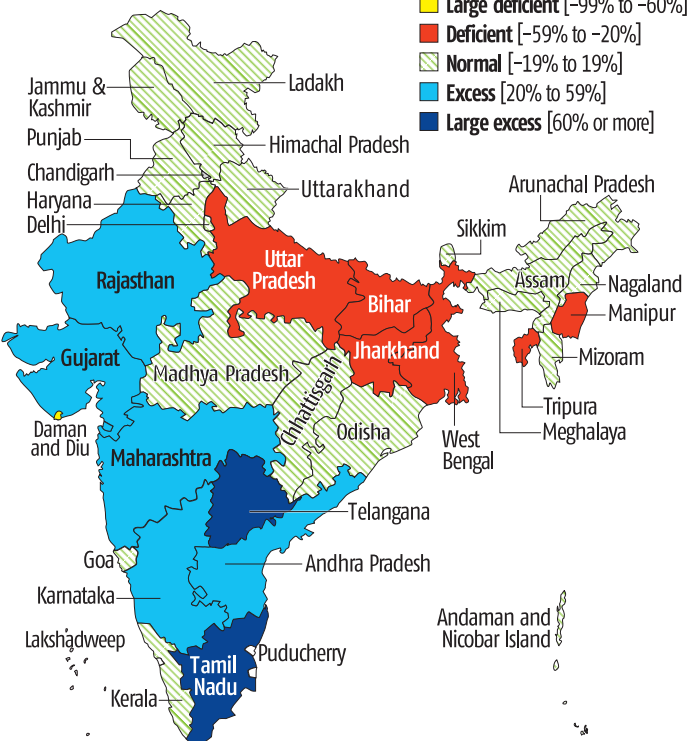 Large deficient [–99% to –60%]
Deficient [–59% to –20%]
Normal [–19% to 19%]
Excess [20% to 59%]
Large excess [60% or more]
Ladakh
Jammu &
Kashmir
Punjab
Himachal Pradesh
Chandigarh
Uttarakhand
Haryana
Delhi
Arunachal Pradesh
Sikkim
Uttar
Pradesh
Rajasthan
Assam
Nagaland
Bihar
Manipur
Gujarat
Jharkhand
Mizoram
Madhya Pradesh
Chhattisgarh
Tripura
Daman
and Diu
Odisha
West
Bengal
Meghalaya
Maharashtra
Telangana
Goa
Andhra Pradesh
Karnataka
Andaman and
Nicobar Island
Lakshadweep
Puducherry
Tamil
Nadu
Kerala